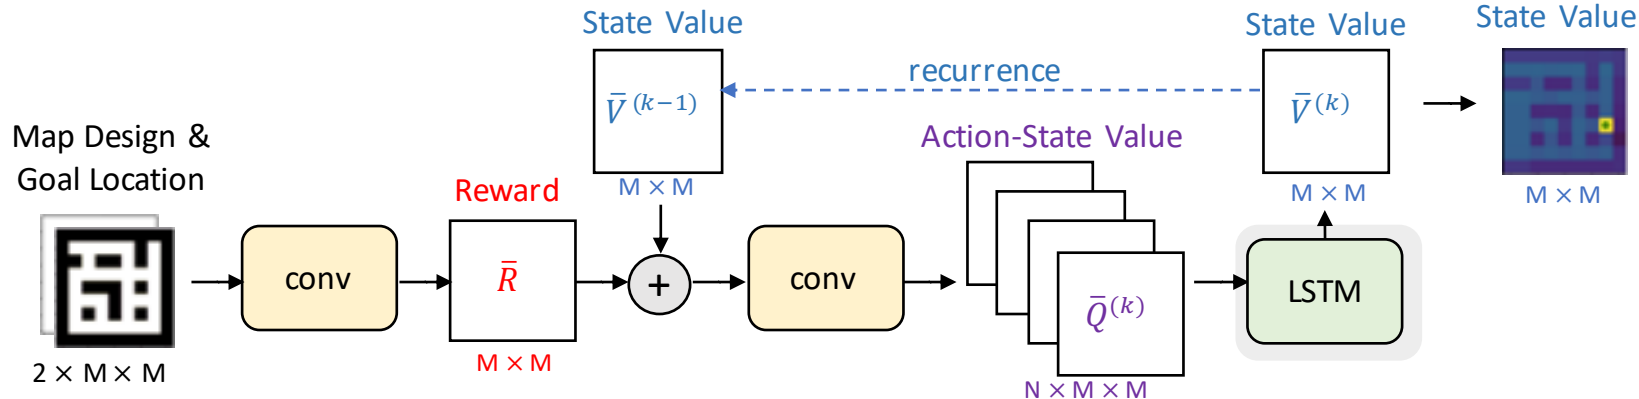 Map Design &
Goal Location
2 × M × M
conv
Reward
R̄
M × M
State Value
V̄^(k−1)
M × M
+
conv
recurrence
Action-State Value
Q̄^(k)
N × M × M
LSTM
State Value
V̄^(k)
M × M
State Value
M × M